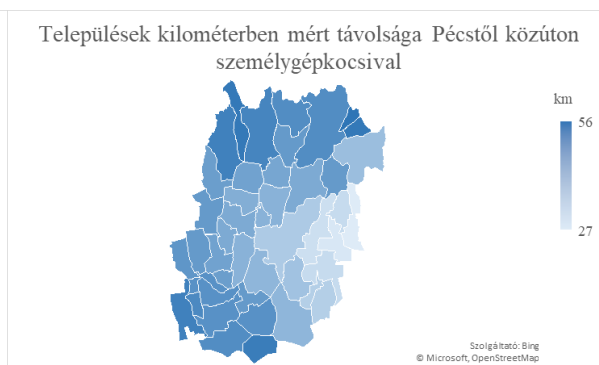 Települések kilométerben mért távolsága Pécstől közúton
személygépkocsival
km
56
27
Szolgáltató: Bing
© Microsoft, OpenStreetMap